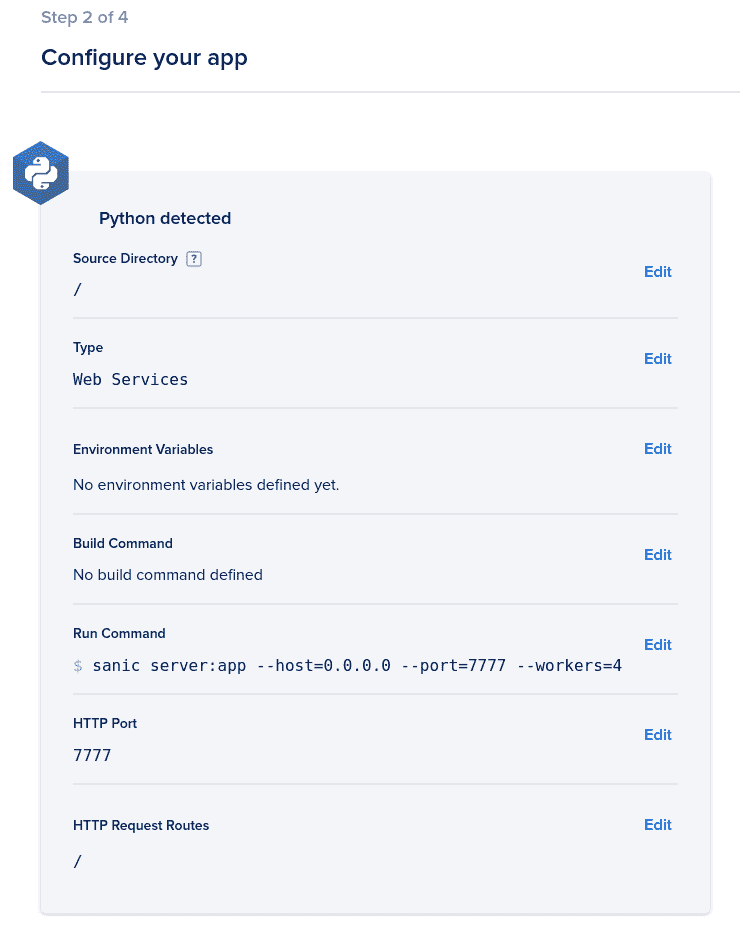 Step 2 of 4
Configure your app
Python detected
Source Directory ?
Edit
/
Type
Edit
Web Services
Environment Variables
Edit
No environment variables defined yet.
Build Command
Edit
No build command defined
Run Command
Edit
$ sanic server:app --host=0.0.0.0 --port=7777 --workers=4
HTTP Port
Edit
7777
HTTP Request Routes
Edit
/